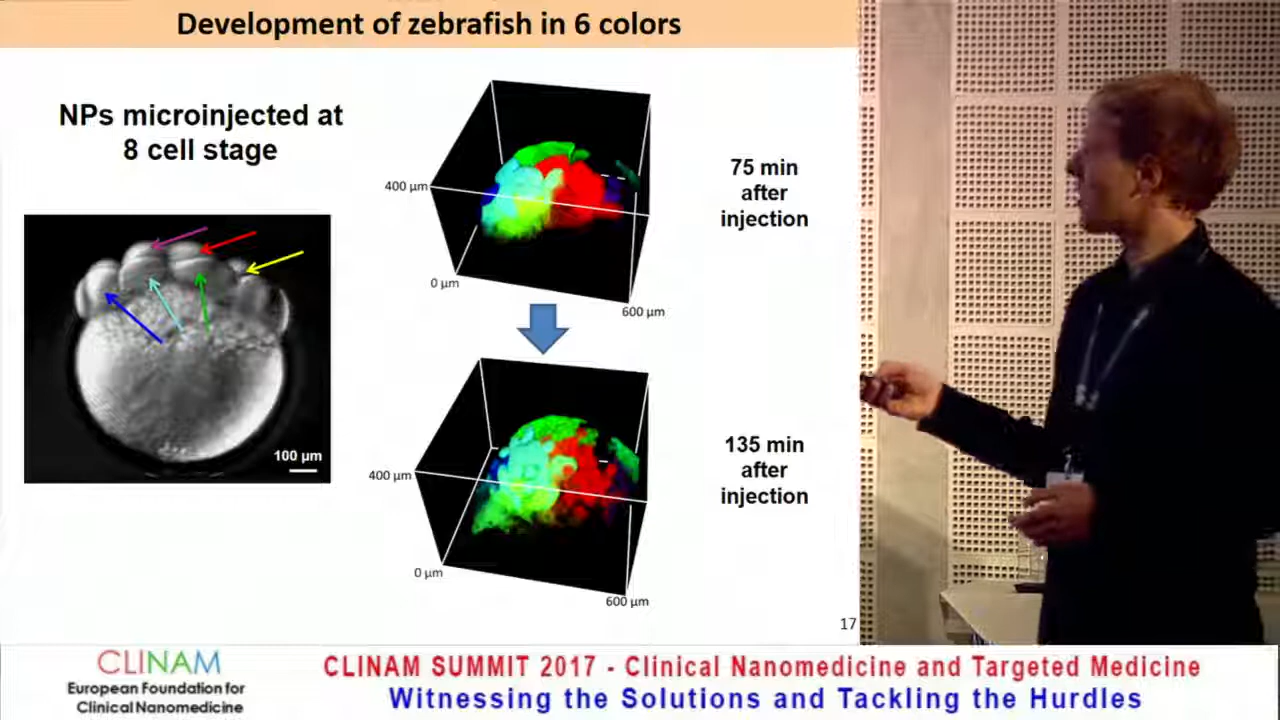 Development of zebrafish in 6 colors
NPs microinjected at
8 cell stage
100 µm
400 µm
0 µm
600 µm
75 min
after
injection
400 µm
0 µm
600 µm
135 min
after
injection
17
CLINAM
European Foundation for
Clinical Nanomedicine
CLINAM SUMMIT 2017 - Clinical Nanomedicine and Targeted Medicine
Witnessing the Solutions and Tackling the Hurdles